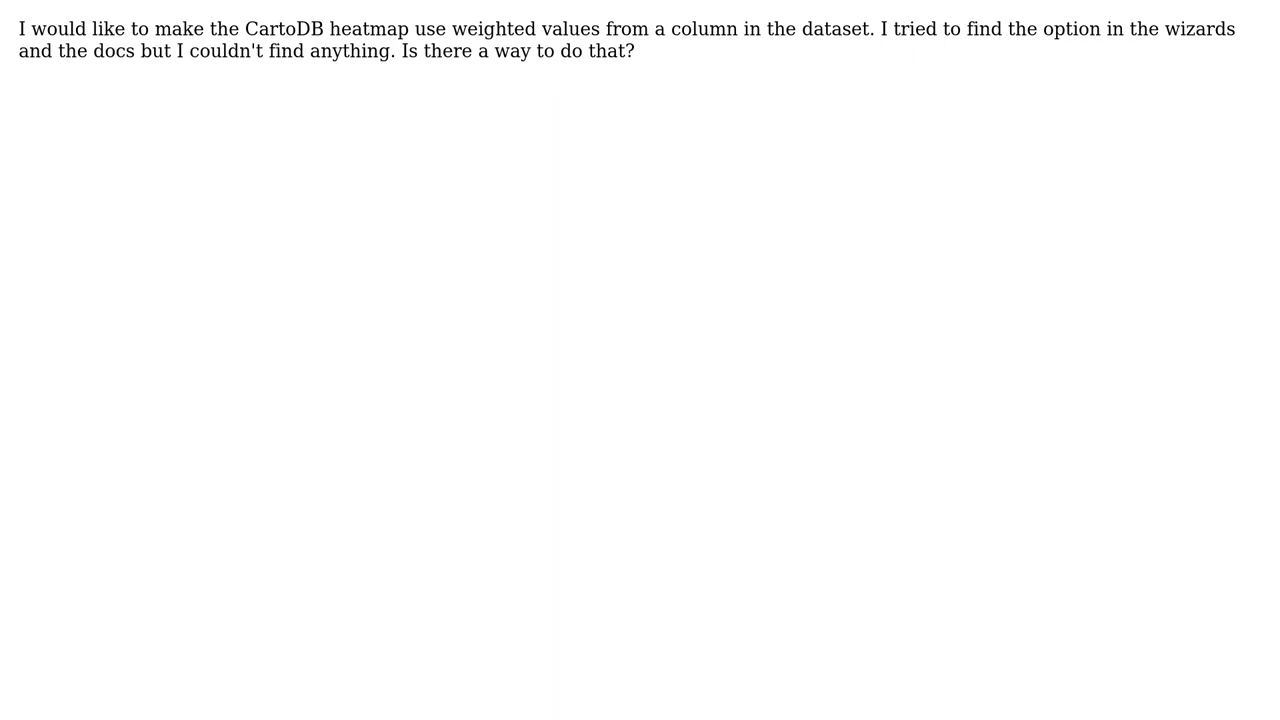 I would like to make the CartoDB heatmap use weighted values from a column in the dataset. I tried to find the option in the wizards
and the docs but I couldn't find anything. Is there a way to do that?